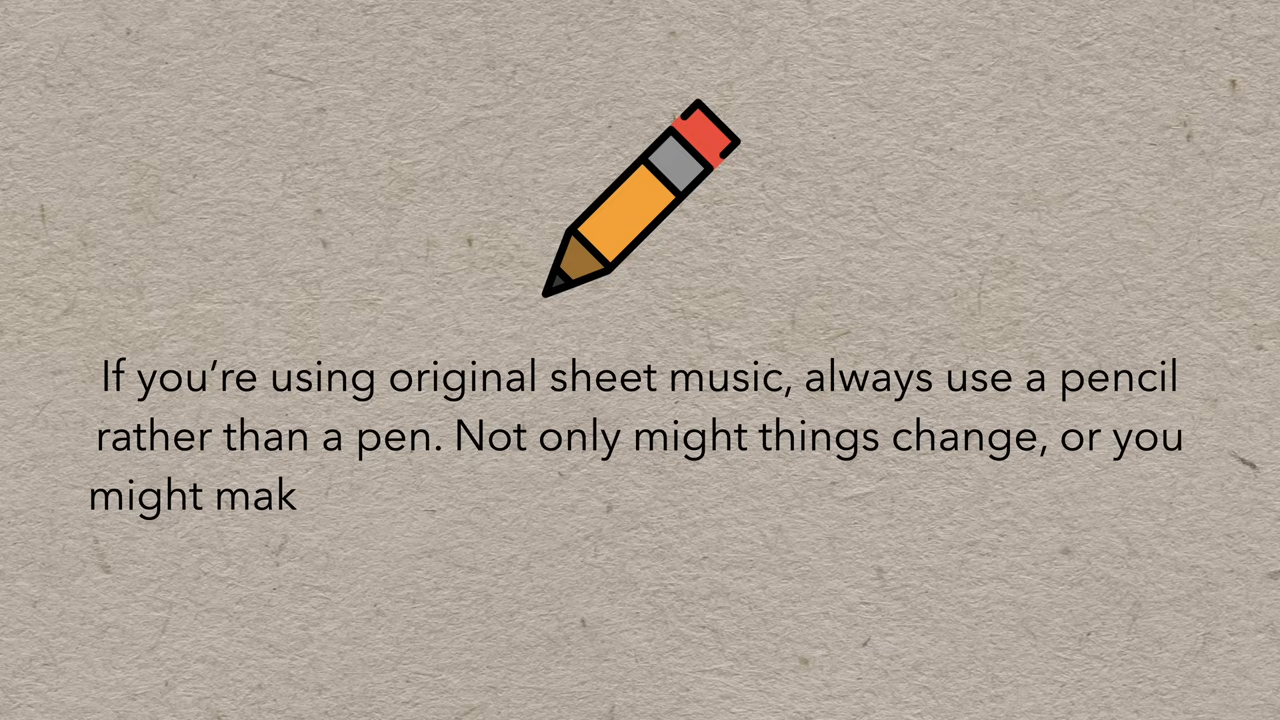 If you’re using original sheet music, always use a pencil
rather than a pen. Not only might things change, or you
might mak